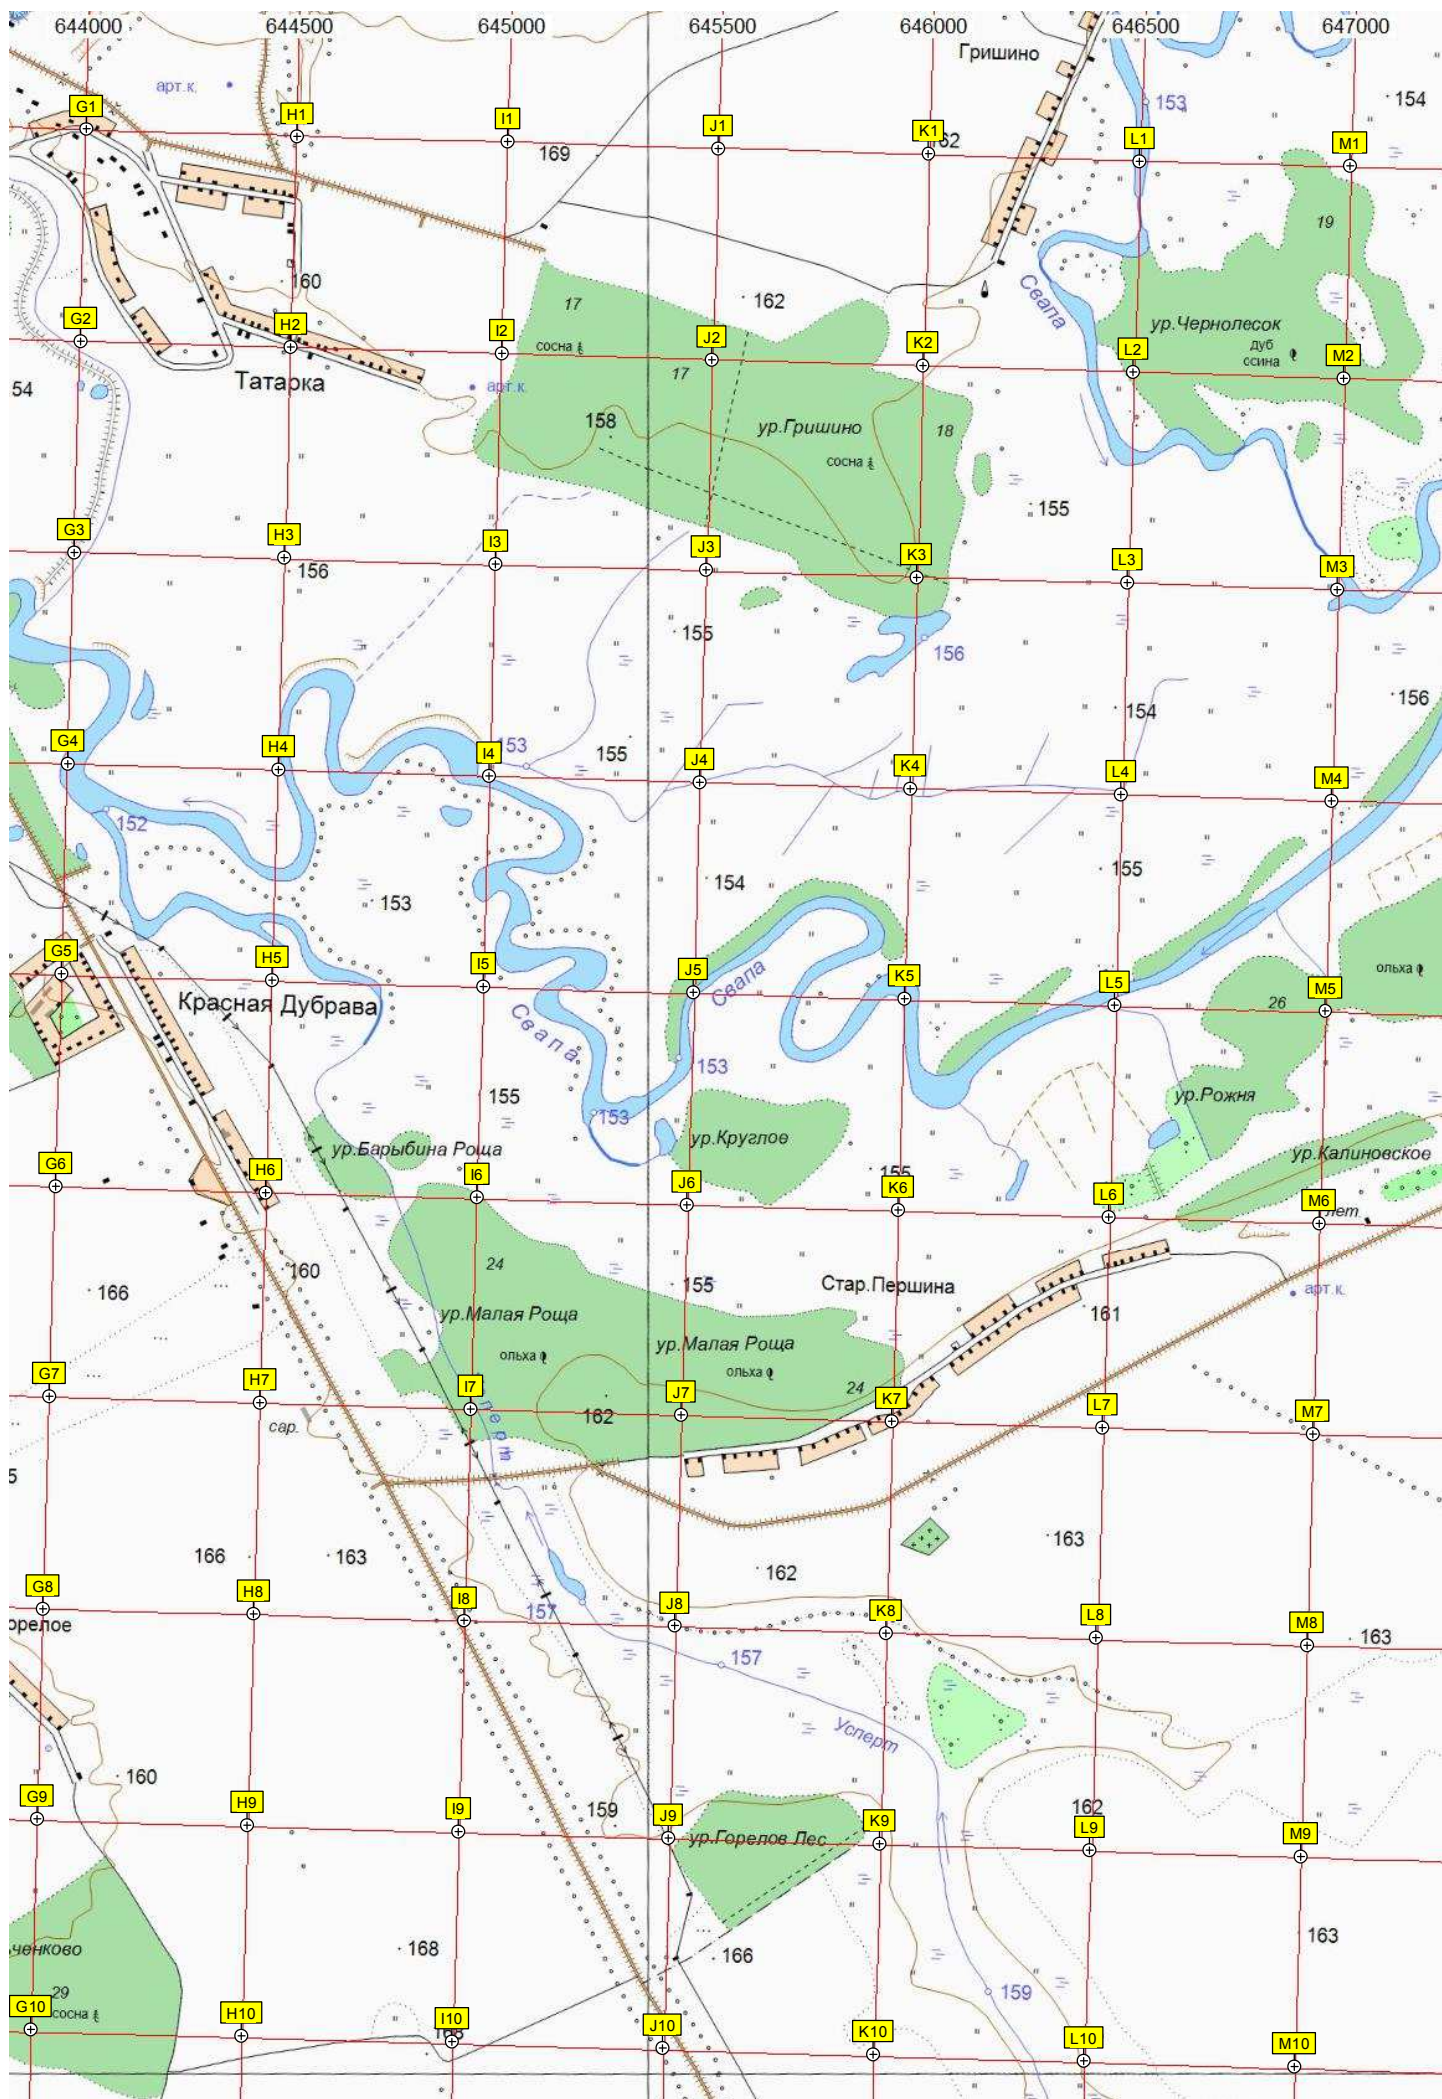 644000 644500 645000 645500 646000 646500 647000
Гришино
арт.к.
153
154
G1 H1 I1 J1 K1 L1 M1
169
162
19
160
17
162
Свапа
ур.Чернолесок
дуб
осина
G2 H2 I2 J2 K2 L2 M2
сосна
17
Татарка
арт.к.
54
158
ур.Гришино
18
сосна
155
G3 H3 I3 J3 K3 L3 M3
156
155
156
154
156
G4 H4 I4 J4 K4 L4 M4
153
155
152
153
154
155
ольха
G5 H5 I5 J5 K5 L5 M5
Красная Дубрава
Свапа
Свапа
26
153
155
153
ур.Рожня
ур.Круглое
ур.Барыбина Роща
ур.Калиновское
155
G6 H6 I6 J6 K6 L6 M6
лет.
24
160
166
155
Стар.Першина
арт.к.
161
ур.Малая Роща
ур.Малая Роща
ольха
ольха
24
G7 H7 I7 J7 K7 L7 M7
162
сар.
перт
166
163
162
163
G8 H8 I8 J8 K8 L8 M8
орелое
157
163
157
Усперт
160
159
162
G9 H9 I9 J9 K9 L9 M9
ур.Горелов Лес
ченково
168
166
163
29
сосна
159
G10 H10 I10 J10 K10 L10 M10
168